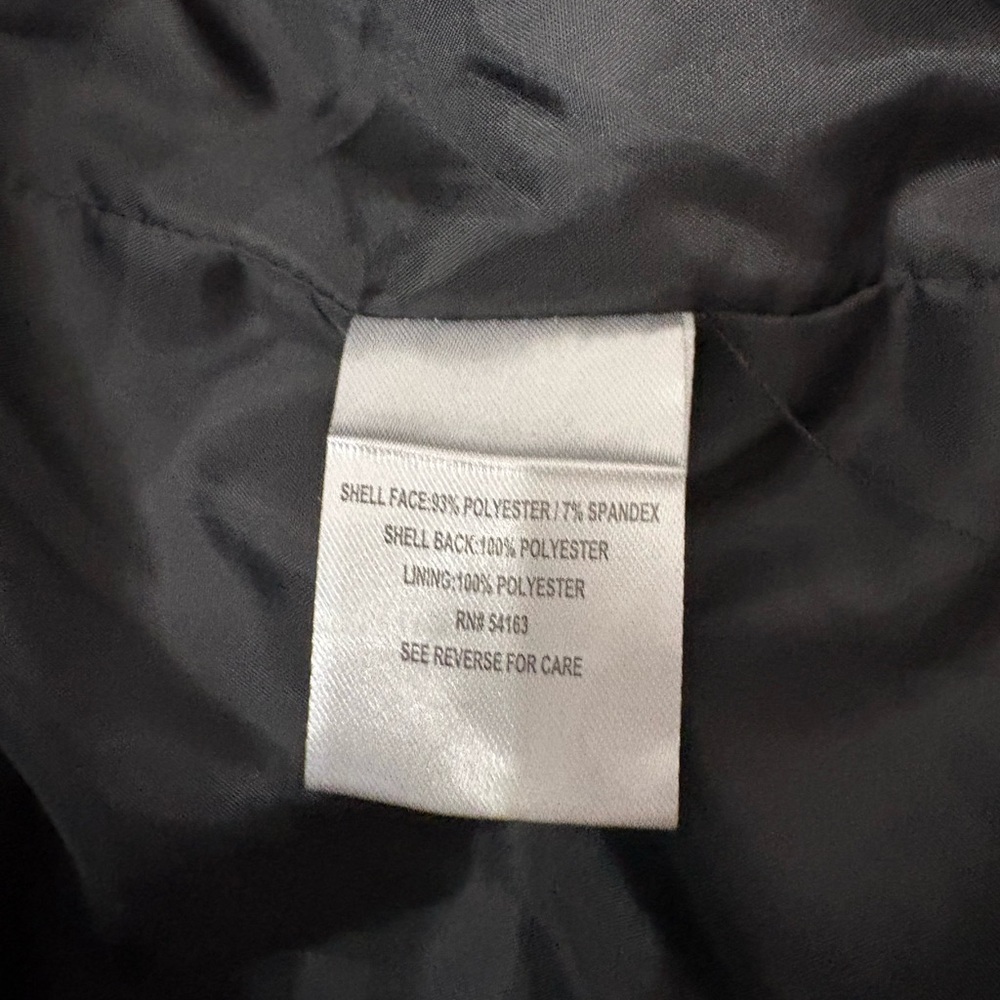 SHELL FACE:93% POLYESTER / 7% SPANDEX
SHELL BACK:100% POLYESTER
LINING:100% POLYESTER
RN# 54163
SEE REVERSE FOR CARE